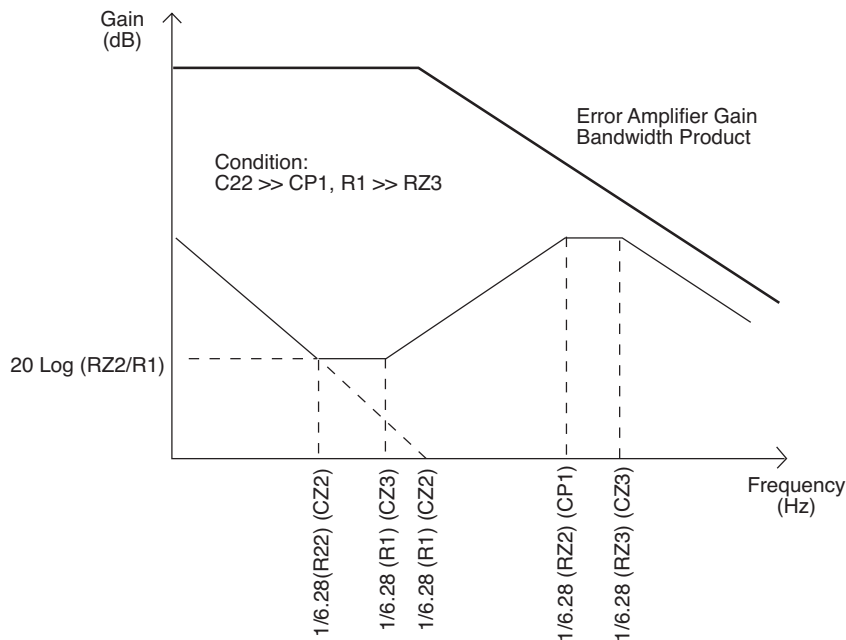 Gain
(dB)
Error Amplifier Gain
Bandwidth Product
Condition:
C22 >> CP1, R1 >> RZ3
20 Log (RZ2/R1)
1/6.28(R22) (CZ2)
1/6.28 (R1) (CZ3)
1/6.28 (R1) (CZ2)
1/6.28 (RZ2) (CP1)
1/6.28 (RZ3) (CZ3)
Frequency
(Hz)